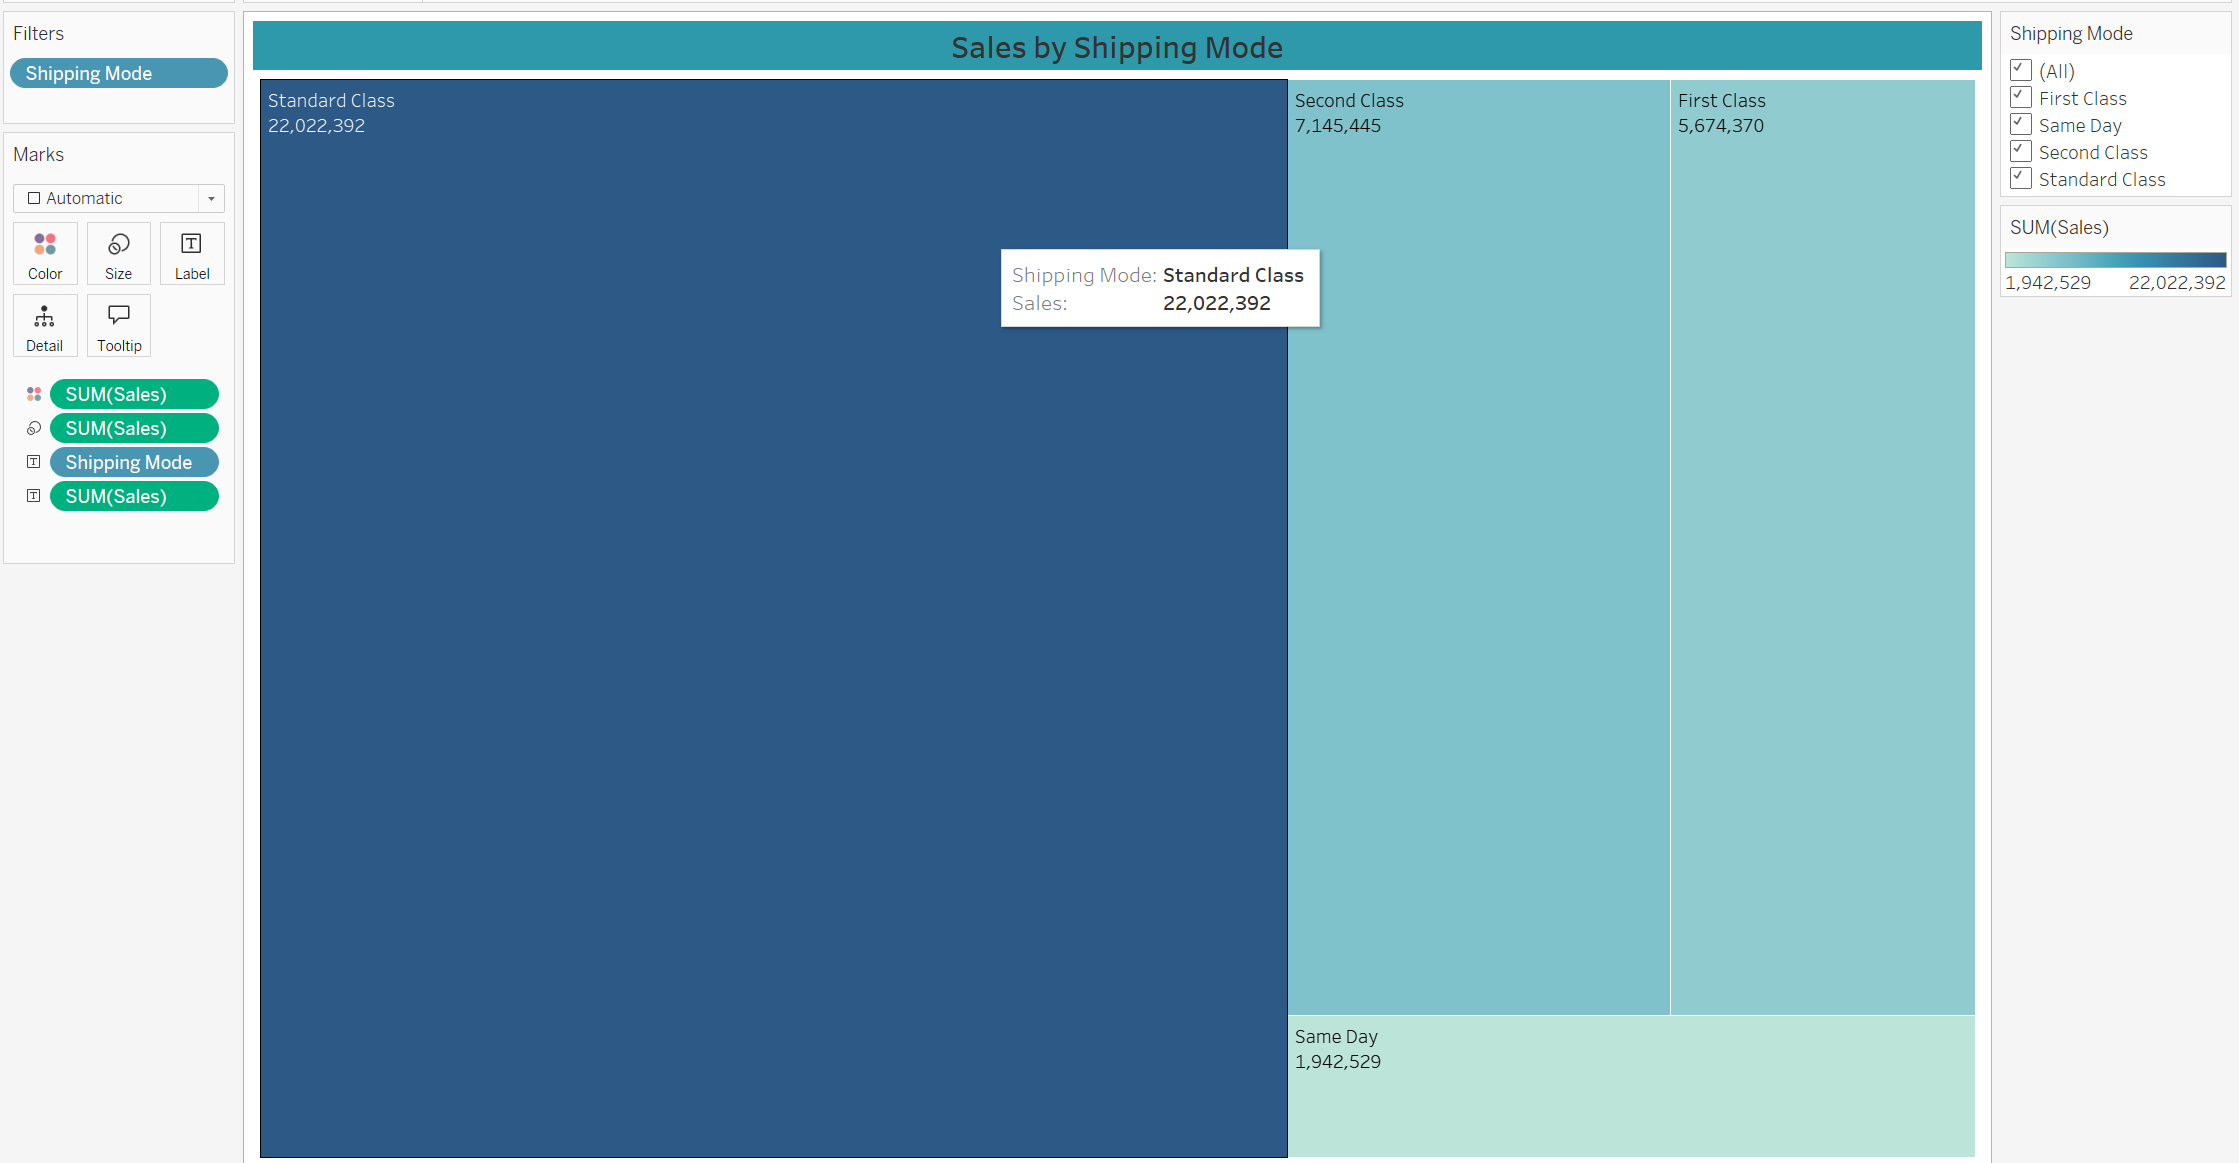 Filters
Shipping Mode
Marks
Automatic
Color Size Label
Detail Tooltip
SUM(Sales)
SUM(Sales)
Shipping Mode
SUM(Sales)
Sales by Shipping Mode
Standard Class
22,022,392
Second Class
7,145,445
First Class
5,674,370
Shipping Mode: Standard Class
Sales: 22,022,392
Same Day
1,942,529
Shipping Mode
(All)
First Class
Same Day
Second Class
Standard Class
SUM(Sales)
1,942,529 22,022,392